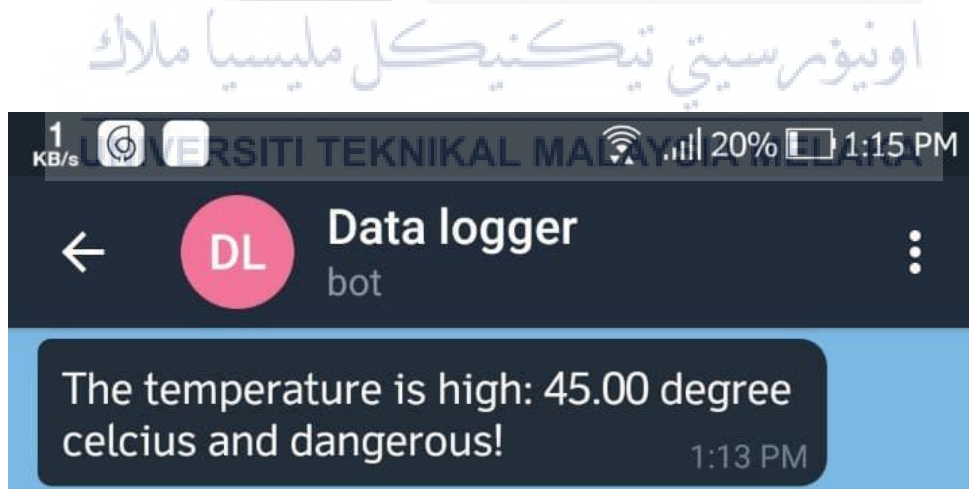 اونيۏرسيتي تيكنيكل مليسيا ملاك
UNIVERSITI TEKNIKAL MALAYSIA MELAKA
1 KB/s 20% 1:15 PM
DL Data logger
bot
The temperature is high: 45.00 degree
celcius and dangerous!
1:13 PM